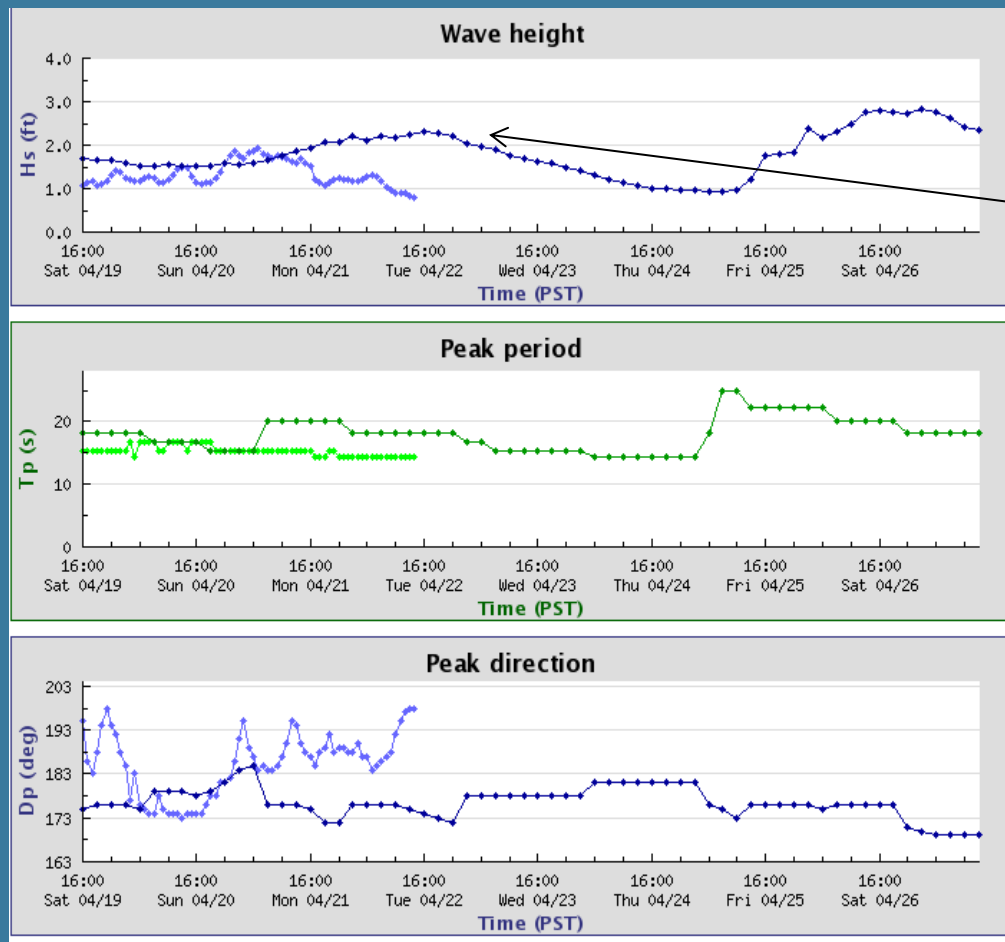 Wave height
4.0
3.0
2.0
1.0
0.0
Hs (ft)
16:00 16:00 16:00 16:00 16:00 16:00 16:00 16:00
Sat 04/19 Sun 04/20 Mon 04/21 Tue 04/22 Wed 04/23 Thu 04/24 Fri 04/25 Sat 04/26
Time (PST)
Peak period
20
10
0
Tp (s)
16:00 16:00 16:00 16:00 16:00 16:00 16:00 16:00
Sat 04/19 Sun 04/20 Mon 04/21 Tue 04/22 Wed 04/23 Thu 04/24 Fri 04/25 Sat 04/26
Time (PST)
Peak direction
203
193
183
173
163
Dp (deg)
16:00 16:00 16:00 16:00 16:00 16:00 16:00 16:00
Sat 04/19 Sun 04/20 Mon 04/21 Tue 04/22 Wed 04/23 Thu 04/24 Fri 04/25 Sat 04/26
Time (PST)